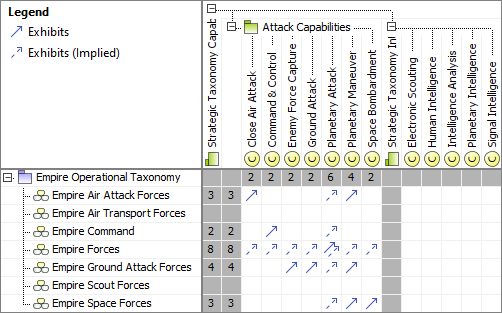 Legend
Exhibits
Exhibits (Implied)
Strategic Taxonomy Capab
Attack Capabilities
Close Air Attack
Command & Control
Enemy Force Capture
Ground Attack
Planetary Attack
Planetary Maneuver
Space Bombardment
Strategic Taxonomy Inl
Electronic Scouting
Human Intelligence
Intelligence Analysis
Planetary Intelligence
Signal Intelligence
Empire Operational Taxonomy 2 2 2 2 6 4 2
Empire Air Attack Forces 3 3
Empire Air Transport Forces
Empire Command 2 2
Empire Forces 8 8
Empire Ground Attack Forces 4 4
Empire Scout Forces
Empire Space Forces 3 3